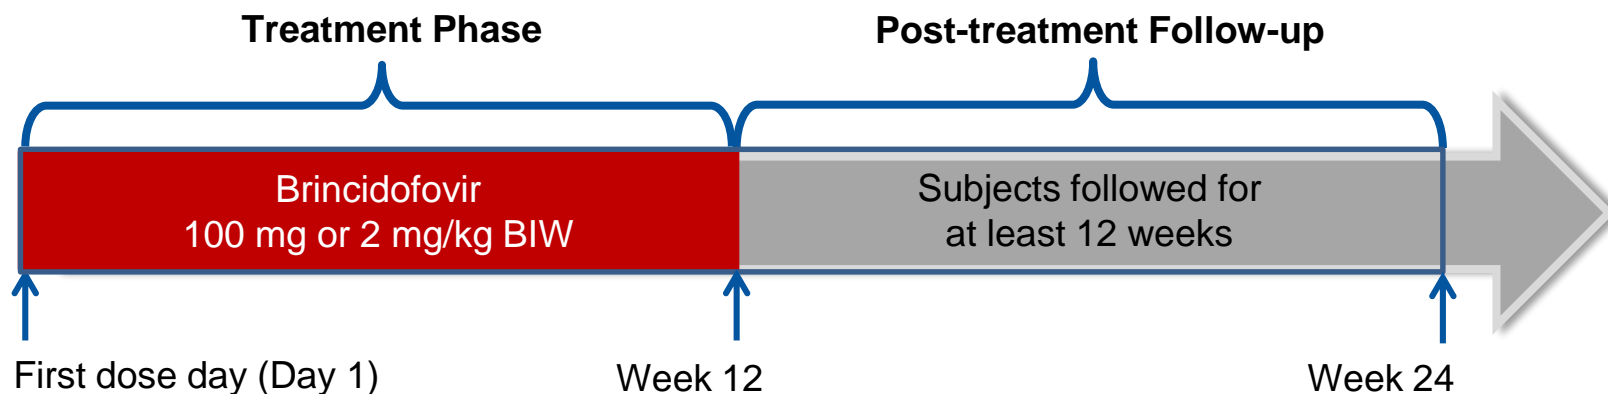 Treatment Phase
Post-treatment Follow-up
Brincidofovir
100 mg or 2 mg/kg BIW
Subjects followed for
at least 12 weeks
First dose day (Day 1)
Week 12
Week 24